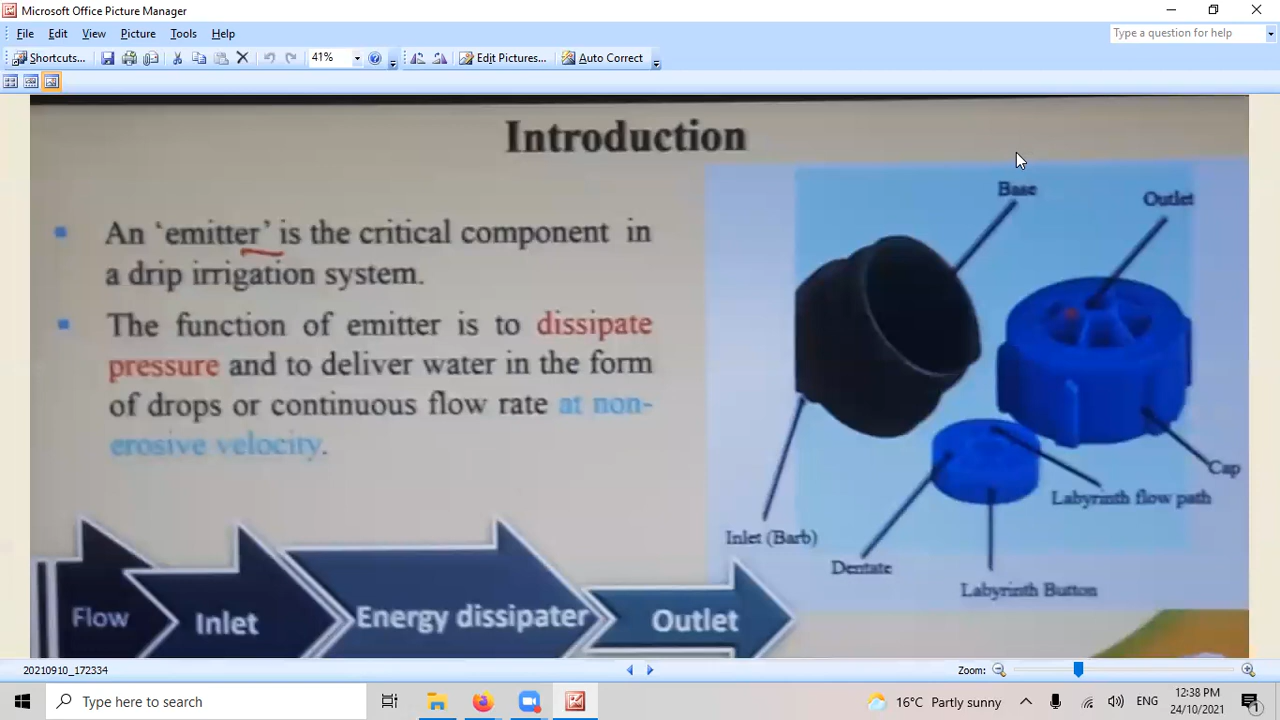 Microsoft Office Picture Manager
File Edit View Picture Tools Help
Type a question for help
Shortcuts... 41% Edit Pictures... Auto Correct
Introduction
An ‘emitter’ is the critical component in
a drip irrigation system.
The function of emitter is to dissipate
pressure and to deliver water in the form
of drops or continuous flow rate at non-
erosive velocity.
Base
Outlet
Cap
Labyrinth flow path
Inlet (Barb)
Dentate
Labyrinth Button
Flow
Inlet
Energy dissipater
Outlet
20210910_172334
Zoom:
Type here to search
16°C Partly sunny
ENG
12:38 PM
24/10/2021
1